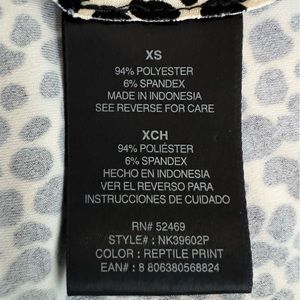 XS
94% POLYESTER
6% SPANDEX
MADE IN INDONESIA
SEE REVERSE FOR CARE
XCH
94% POLIÉSTER
6% SPANDEX
HECHO EN INDONESIA
VER EL REVERSO PARA
INSTRUCCIONES DE CUIDADO
RN# 52469
STYLE# : NK39602P
COLOR : REPTILE PRINT
EAN# : 8 806380568824